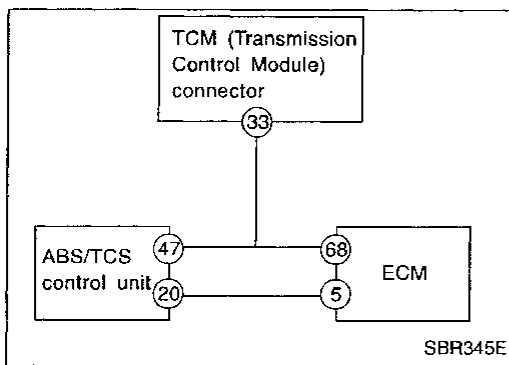 TCM (Transmission
Control Module)
connector
33
47
68
ABS/TCS
control unit
ECM
20
5
SBR345E